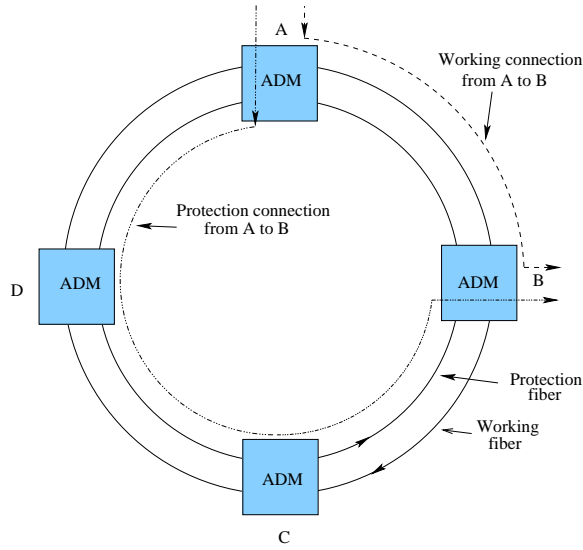 A
ADM
Working connection
from A to B
Protection connection
from A to B
D
ADM
ADM
B
Protection
fiber
Working
fiber
ADM
C